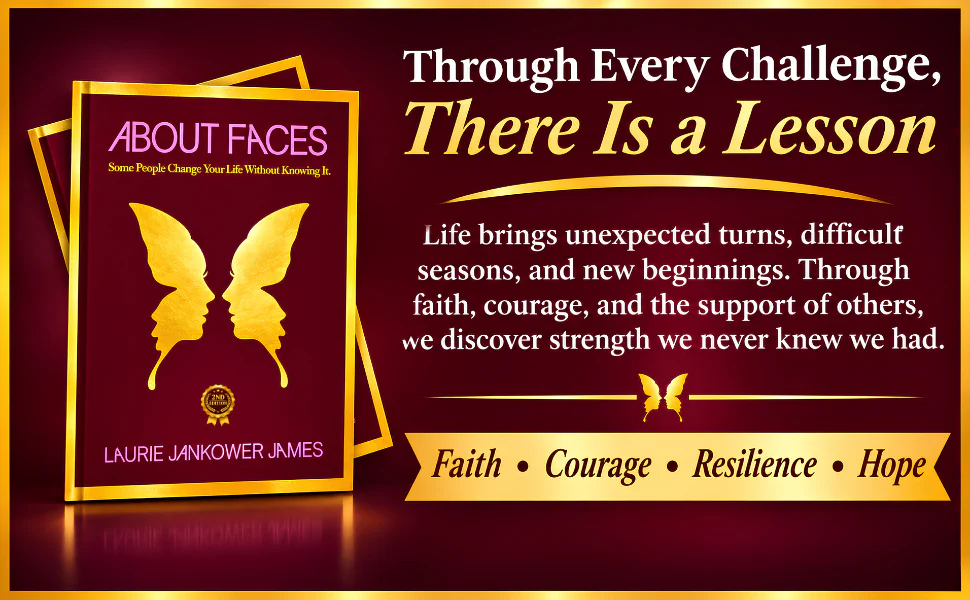 ABOUT FACES
Some People Change Your Life Without Knowing It.
2ND
EDITION
LAURIE JANKOWER JAMES
Through Every Challenge,
There Is a Lesson
Life brings unexpected turns, difficult
seasons, and new beginnings. Through
faith, courage, and the support of others,
we discover strength we never knew we had.
Faith • Courage • Resilience • Hope